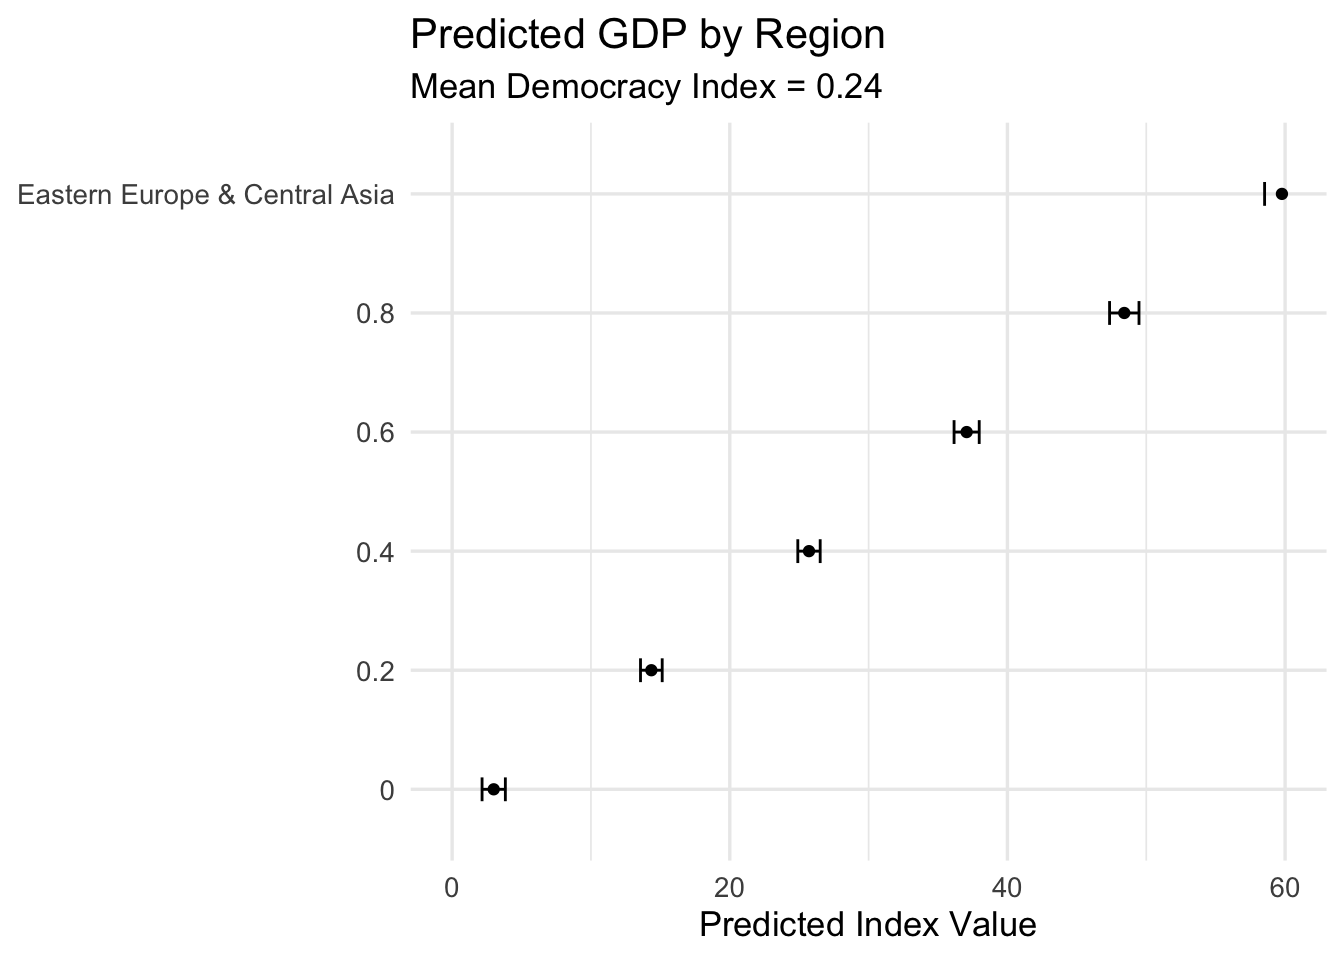 Predicted GDP by Region
Mean Democracy Index = 0.24
Eastern Europe & Central Asia
0.8
0.6
0.4
0.2
0
0 20 40 60
Predicted Index Value